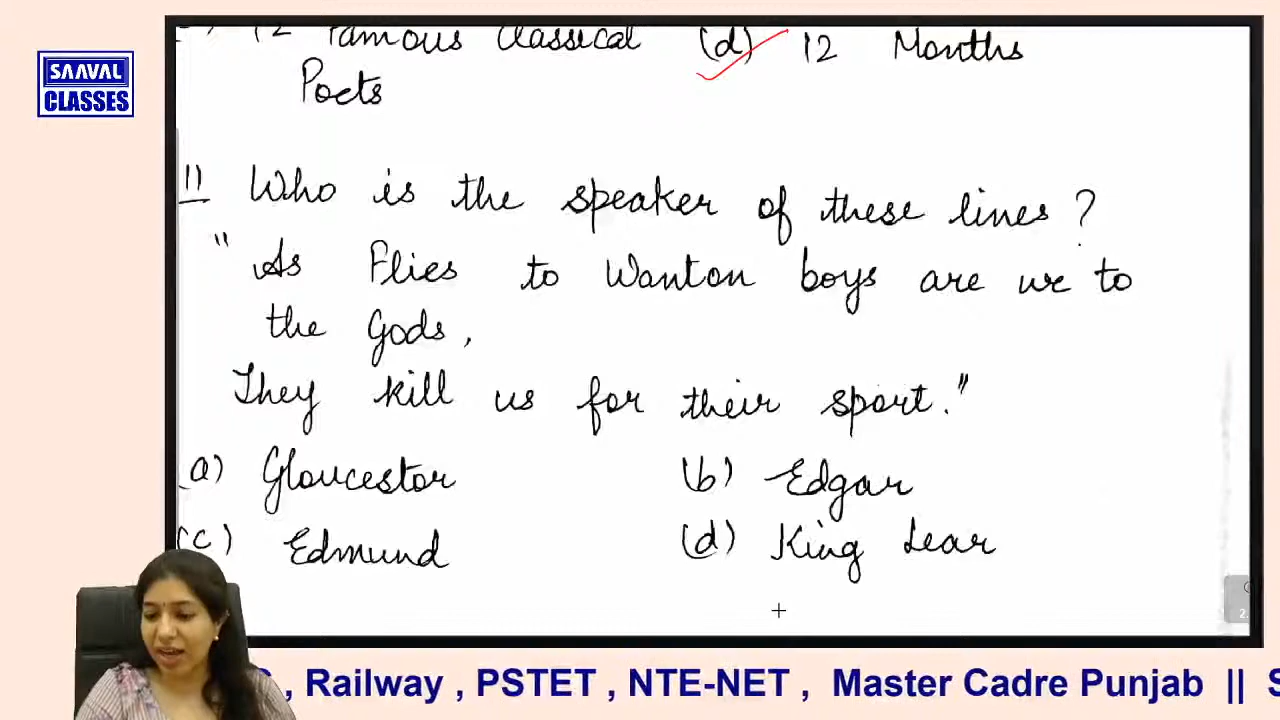 SAAVAL
CLASSES
12 Famous Classical (d) 12 Months
Poets
11 Who is the speaker of these lines ?
" As Flies to Wanton boys are we to
the Gods,
They kill us for their sport."
(a) Gloucestor (b) Edgar
(c) Edmund (d) King Lear
, Railway , PSTET , NTE-NET , Master Cadre Punjab || S